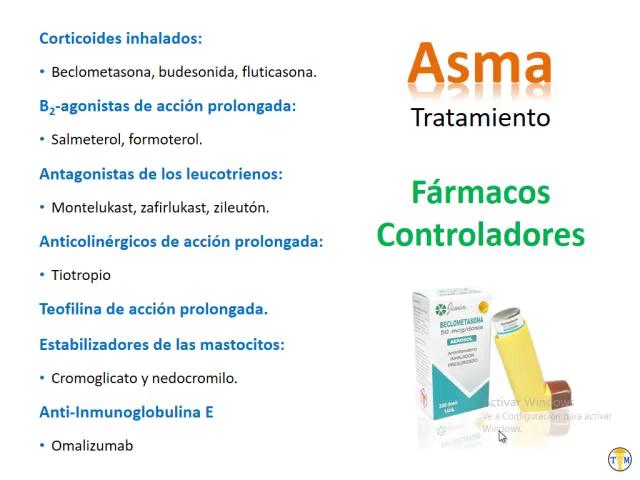 Corticoides inhalados:
• Beclometasona, budesonida, fluticasona.
B2-agonistas de acción prolongada:
• Salmeterol, formoterol.
Antagonistas de los leucotrienos:
• Montelukast, zafirlukast, zileutón.
Anticolinérgicos de acción prolongada:
• Tiotropio
Teofilina de acción prolongada.
Estabilizadores de las mastocitos:
• Cromoglicato y nedocromilo.
Anti-Inmunoglobulina E
• Omalizumab
Asma
Tratamiento
Fármacos
Controladores
BECLOMETASONA
50 mcg/dosis
AEROSOL
INHALADOR
Activar Windows
Ve a Configuración para activar
Windows.
T M